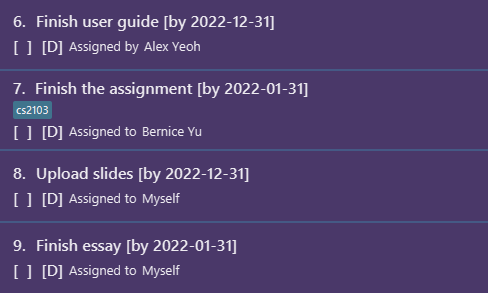 6. Finish user guide [by 2022-12-31]
[ ] [D] Assigned by Alex Yeoh
7. Finish the assignment [by 2022-01-31]
cs2103
[ ] [D] Assigned to Bernice Yu
8. Upload slides [by 2022-12-31]
[ ] [D] Assigned to Myself
9. Finish essay [by 2022-01-31]
[ ] [D] Assigned to Myself